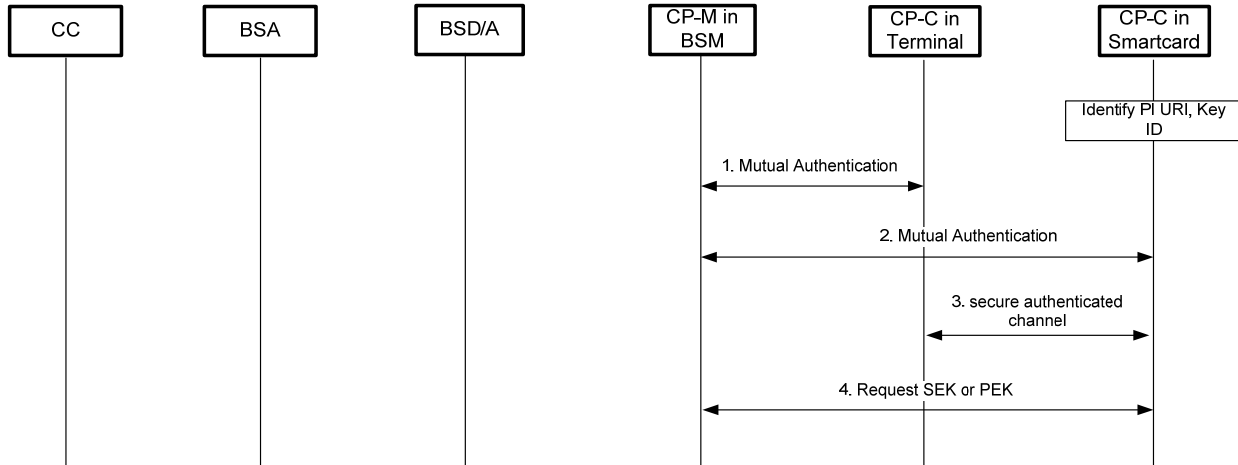 CC
BSA
BSD/A
CP-M in
BSM
CP-C in
Terminal
CP-C in
Smartcard
Identify PI URI, Key
ID
1. Mutual Authentication
2. Mutual Authentication
3. secure authenticated
channel
4. Request SEK or PEK